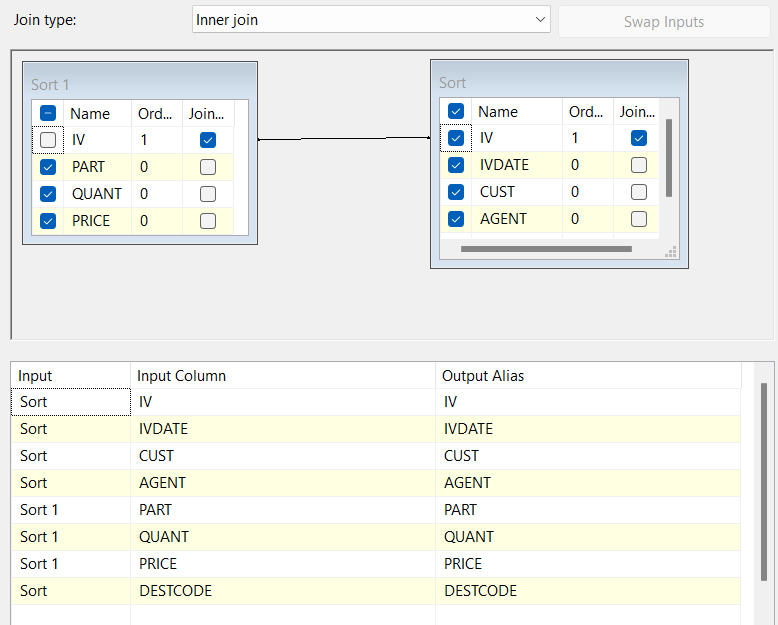 Join type: Inner join Swap Inputs
Sort 1
Name Ord... Join...
IV 1
PART 0
QUANT 0
PRICE 0
Sort
Name Ord... Join...
IV 1
IVDATE 0
CUST 0
AGENT 0
Input Input Column Output Alias
Sort IV IV
Sort IVDATE IVDATE
Sort CUST CUST
Sort AGENT AGENT
Sort 1 PART PART
Sort 1 QUANT QUANT
Sort 1 PRICE PRICE
Sort DESTCODE DESTCODE